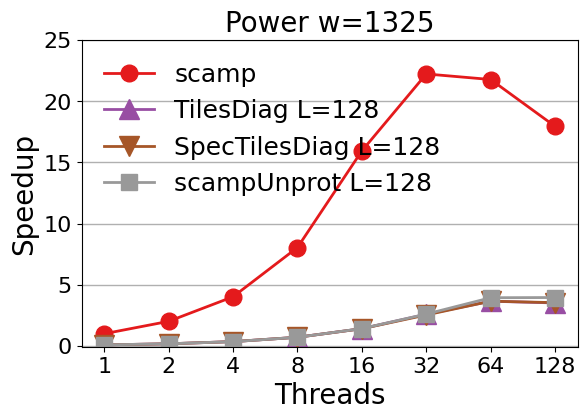 Power w=1325
25
20
15
10
5
0
Speedup
scamp
TilesDiag L=128
SpecTilesDiag L=128
scampUnprot L=128
1 2 4 8 16 32 64 128
Threads